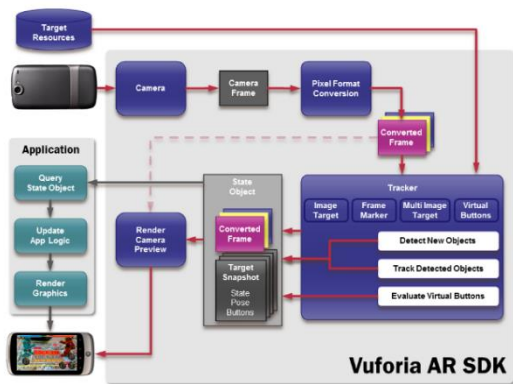 Target
Resources
Camera
Camera
Frame
Pixel Format
Conversion
Converted
Frame
Application
Query
State Object
Update
App Logic
Render
Graphics
Render
Camera
Preview
State
Object
Converted
Frame
Target
Snapshot
State
Pose
Buttons
Tracker
Image
Target
Frame
Marker
Multi Image
Target
Virtual
Buttons
Detect New Objects
Track Detected Objects
Evaluate Virtual Buttons
Vuforia AR SDK